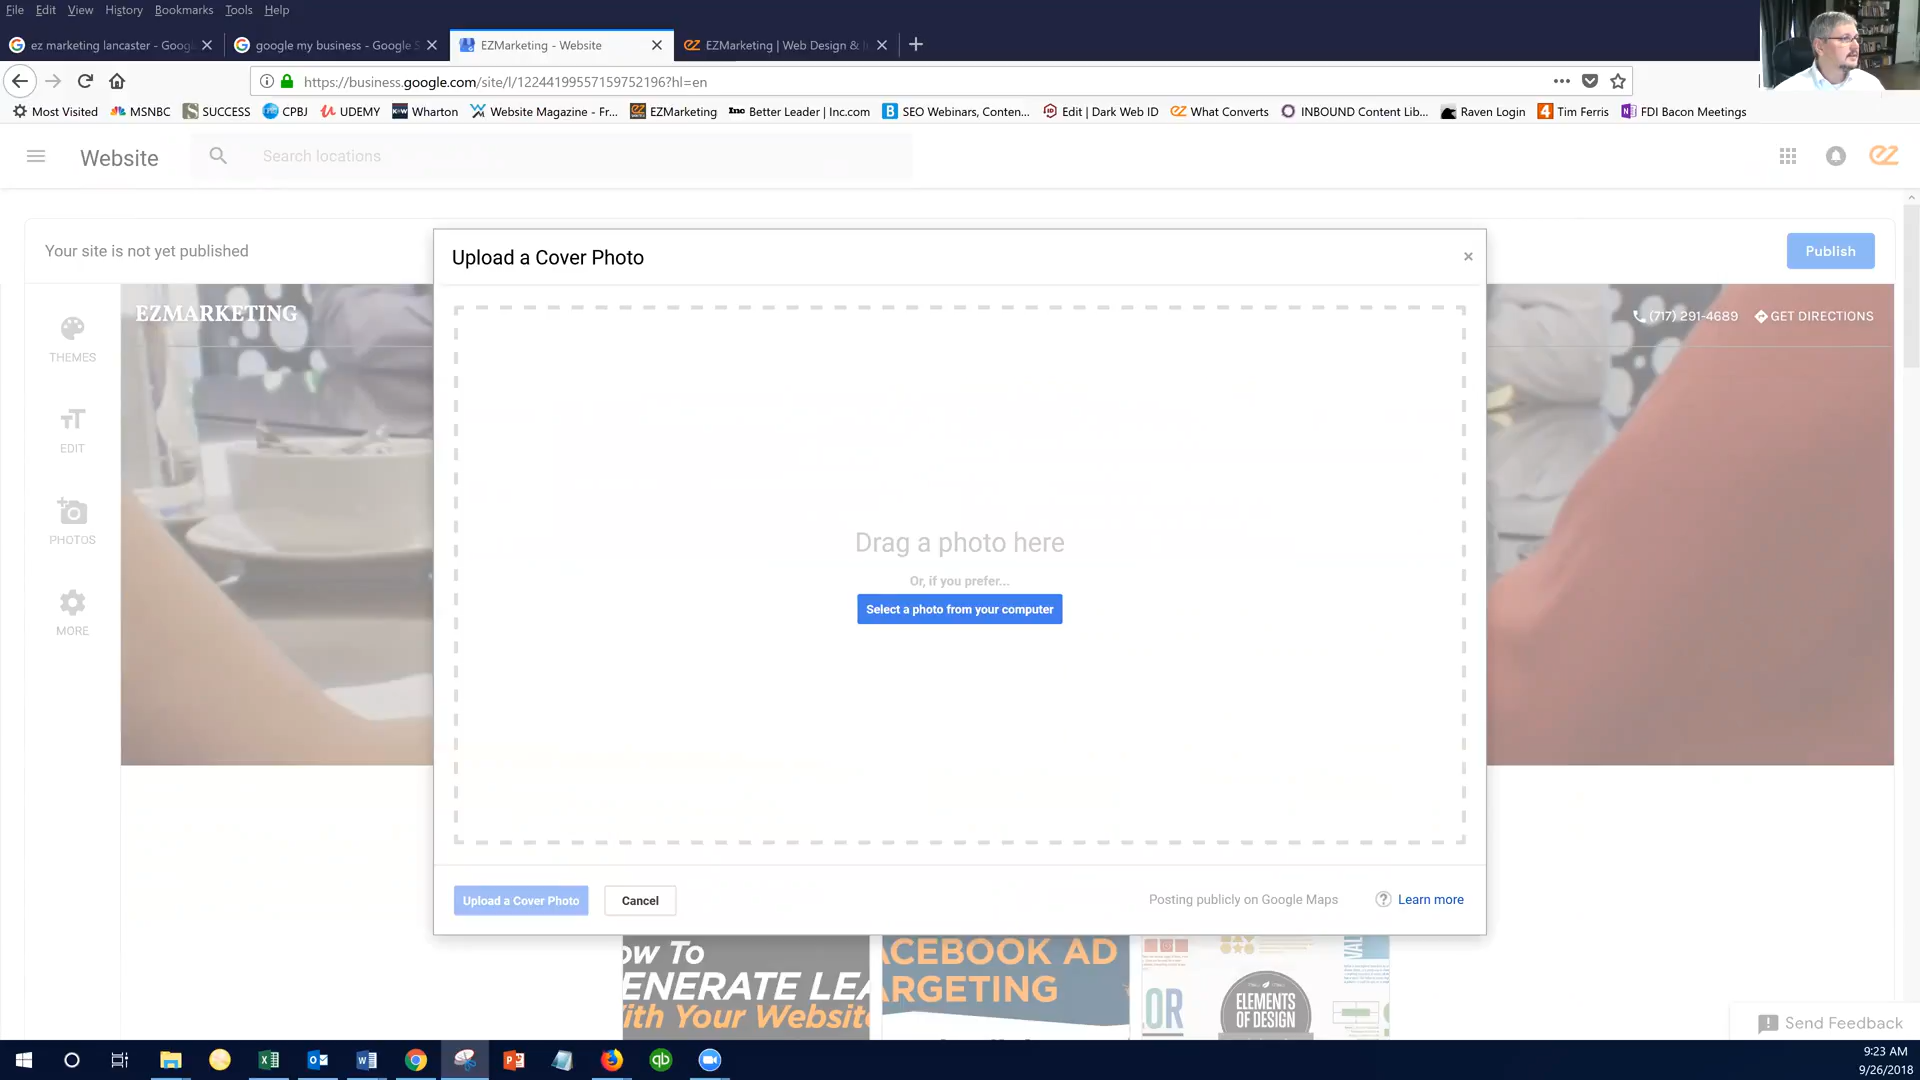 File Edit View History Bookmarks Tools Help
ez marketing lancaster - Goog
google my business - Google S
EZMarketing - Website
EZMarketing | Web Design &
https://business.google.com/site/l/12244199557159752196?hl=en
Most Visited MSNBC SUCCESS CPBJ UDEMY Wharton Website Magazine - Fr... EZMarketing Inc Better Leader | Inc.com SEO Webinars, Conten... Edit | Dark Web ID What Converts INBOUND Content Lib... Raven Login Tim Ferris FDI Bacon Meetings
Website
Search locations
Your site is not yet published
Publish
Upload a Cover Photo
EZMARKETING
(717) 291-4689
GET DIRECTIONS
THEMES
EDIT
PHOTOS
MORE
Drag a photo here
Or, if you prefer...
Select a photo from your computer
Upload a Cover Photo
Cancel
Posting publicly on Google Maps
Learn more
OW TO
ENERATE LEA
ith Your Website
ACEBOOK AD
ARGETING
OR
ELEMENTS
OF DESIGN
Send Feedback
9:23 AM
9/26/2018